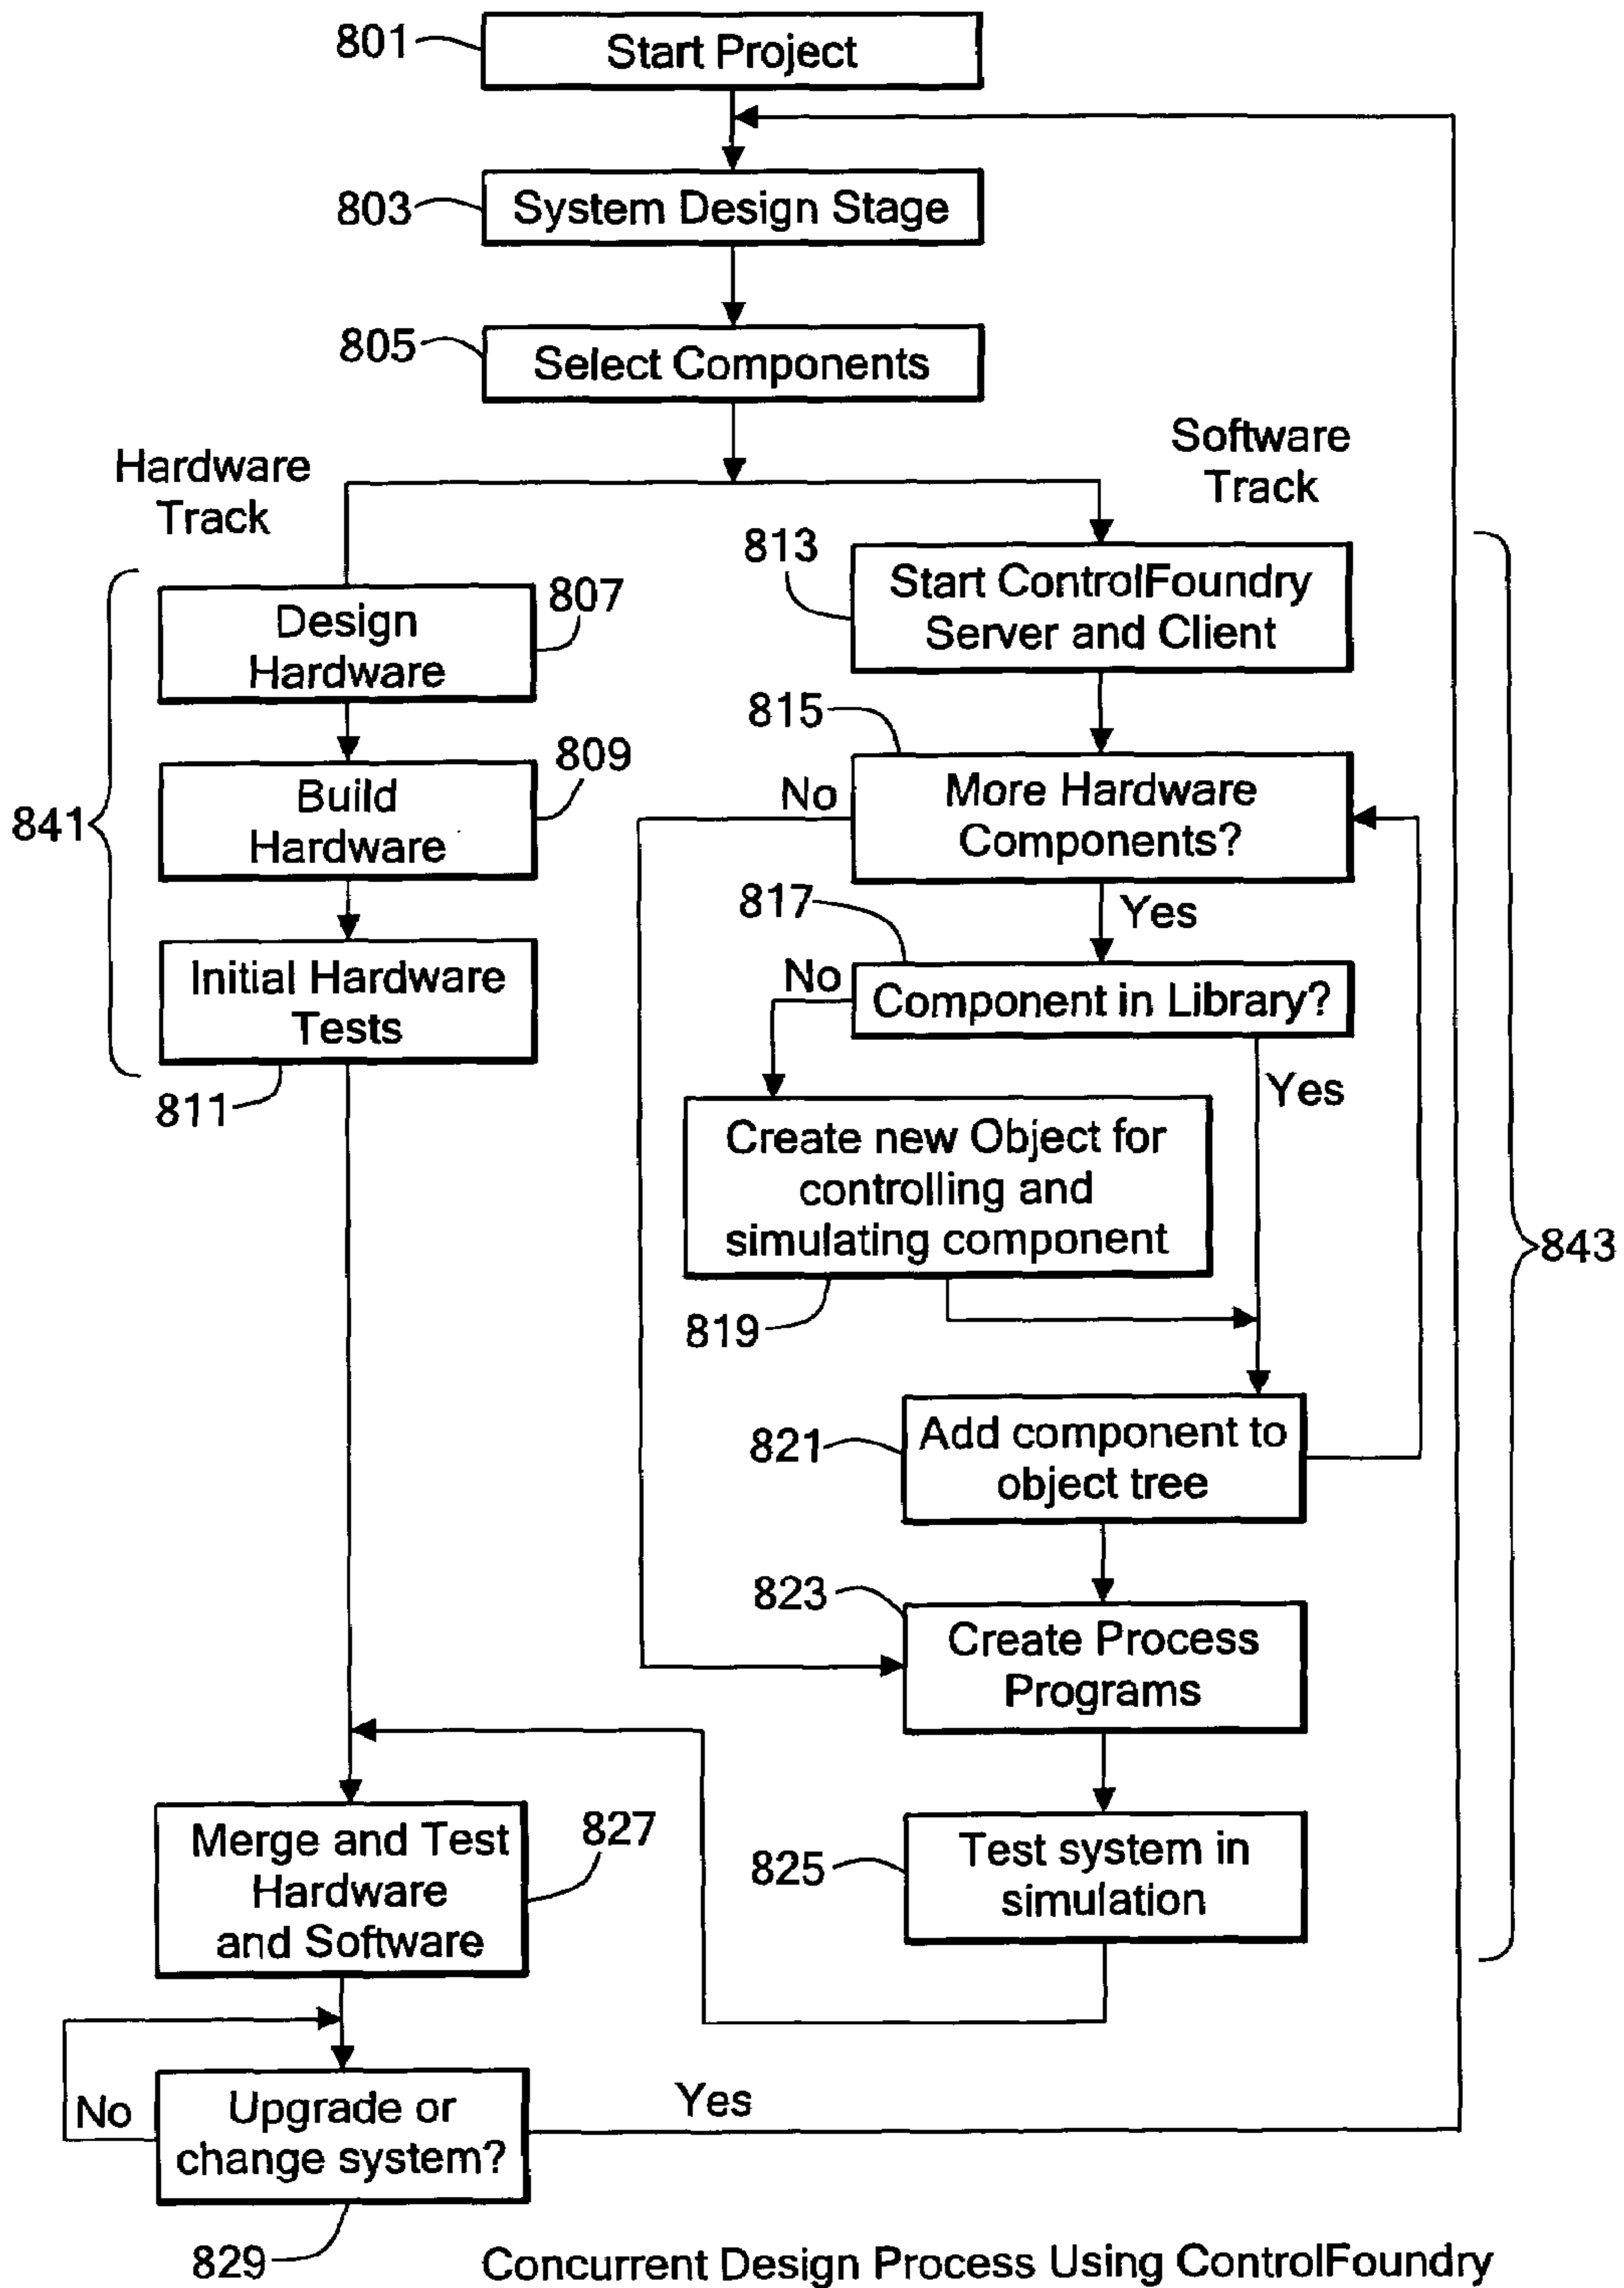 801
Start Project
803
System Design Stage
805
Select Components
Hardware
Track
Software
Track
841
Design
Hardware
807
Build
Hardware
809
Initial Hardware
Tests
811
813
Start ControlFoundry
Server and Client
815
No
More Hardware
Components?
Yes
817
No
Component in Library?
Yes
Create new Object for
controlling and
simulating component
819
843
821
Add component to
object tree
823
Create Process
Programs
825
Test system in
simulation
Merge and Test
Hardware
and Software
827
No
Upgrade or
change system?
Yes
829
Concurrent Design Process Using ControlFoundry